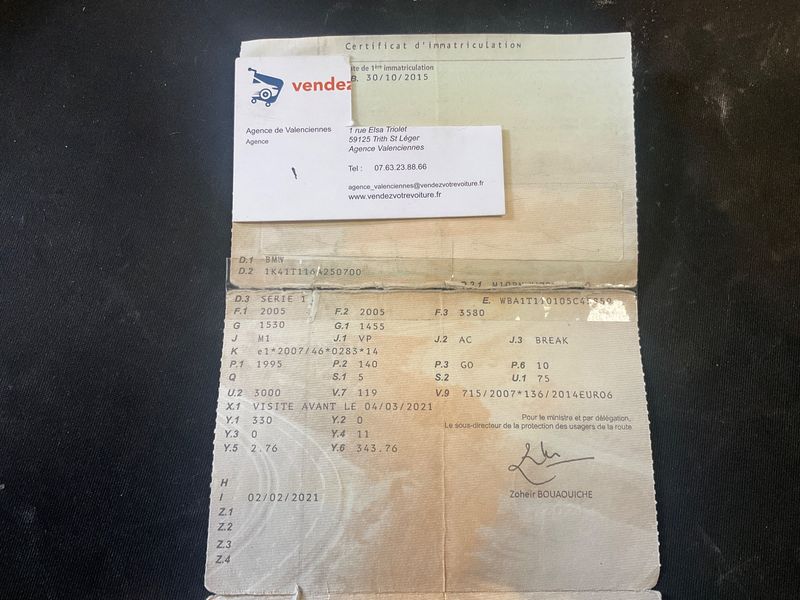 Certificat d'immatriculation
te de 1ère immatriculation
B. 30/10/2015
vendez
Agence de Valenciennes
Agence
1 rue Elsa Triolet
59125 Trith St Léger
Agence Valenciennes
Tel : 07.63.23.88.66
agence_valenciennes@vendezvotrevoiture.fr
www.vendezvotrevoiture.fr
D.1 BMW
D.2 1K41T1164250700
D.3 SERIE 1 E.
F.1 2005 F.2 2005 F.3 3580
G 1530 G.1 1455
J M1 J.1 VP J.2 AC J.3 BREAK
K e1*2007/46*0283*14
P.1 1995 P.2 140 P.3 GO P.6 10
Q S.1 5 S.2 U.1 75
U.2 3000 V.7 119 V.9 715/2007*136/2014EURO6
X.1 VISITE AVANT LE 04/03/2021
Y.1 330 Y.2 0
Y.3 0 Y.4 11
Y.5 2.76 Y.6 343.76
Pour le ministre et par délégation,
Le sous-directeur de la protection des usagers de la route
Zoheir BOUAOUICHE
H
I 02/02/2021
Z.1
Z.2
Z.3
Z.4